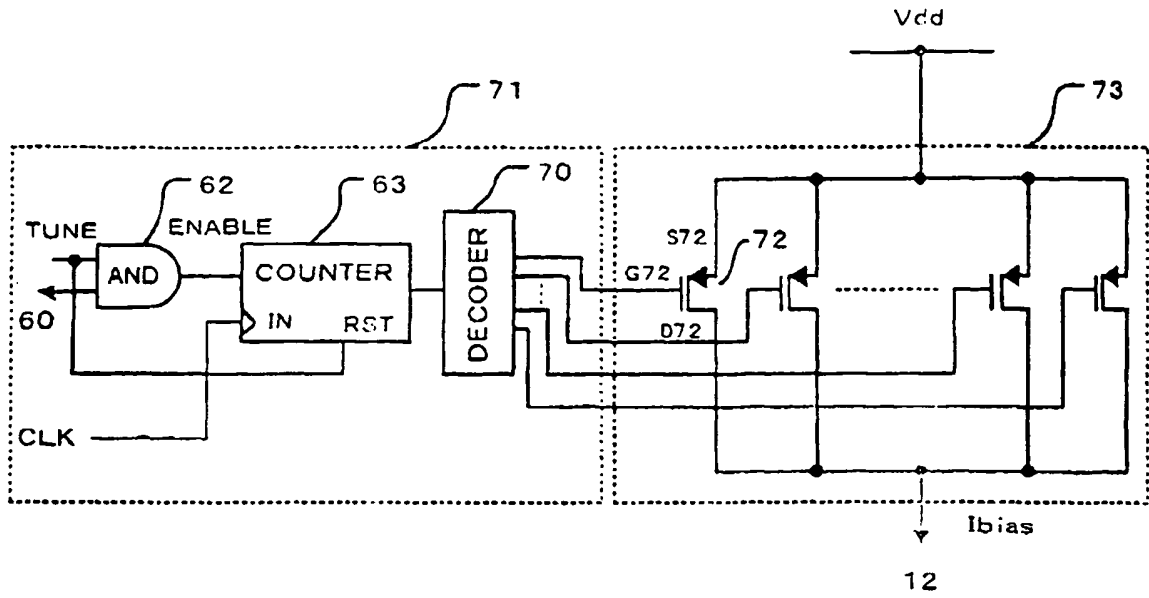 Vdd
71
73
62
63
70
TUNE
ENABLE
AND
COUNTER
IN
RST
DECODER
S72
72
G72
D72
60
CLK
Ibias
12